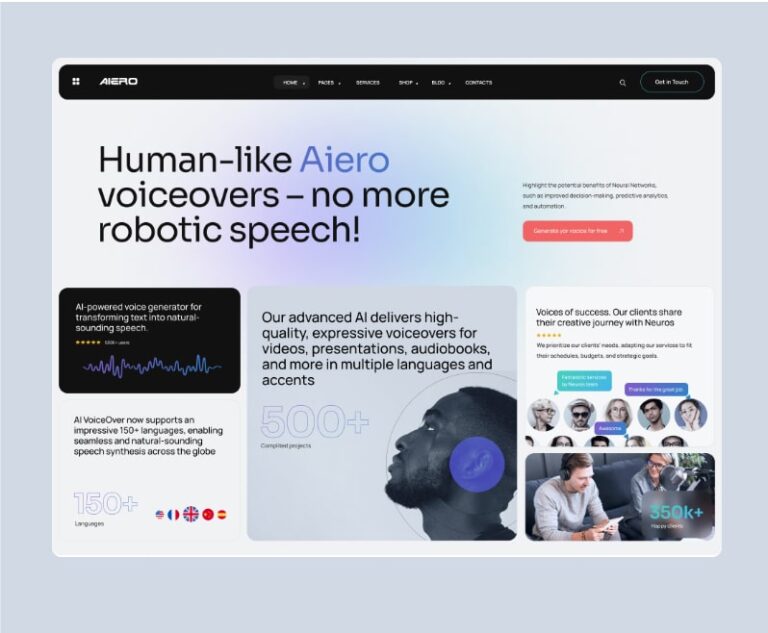 AIERO
HOME
PAGES
SERVICES
SHOP
BLOG
CONTACTS
Get in Touch
Human-like Aiero
voiceovers – no more
robotic speech!
Highlight the potential benefits of Neural Networks,
such as improved decision-making, predictive analytics,
and automation.
Generate yor vocice for free
AI-powered voice generator for
transforming text into natural-
sounding speech.
users
AI VoiceOver now supports an
impressive 150+ languages, enabling
seamless and natural-sounding
speech synthesis across the globe
150+
Languages
Our advanced AI delivers high-
quality, expressive voiceovers for
videos, presentations, audiobooks,
and more in multiple languages and
accents
500+
Complited projects
Voices of success. Our clients share
their creative journey with Neuros
We prioritize our clients' needs, adapting our services to fit
their schedules, budgets, and strategic goals.
Fantastic services
by Neuros team
Thanks for the great job
Awesome
350k+
Happy clients